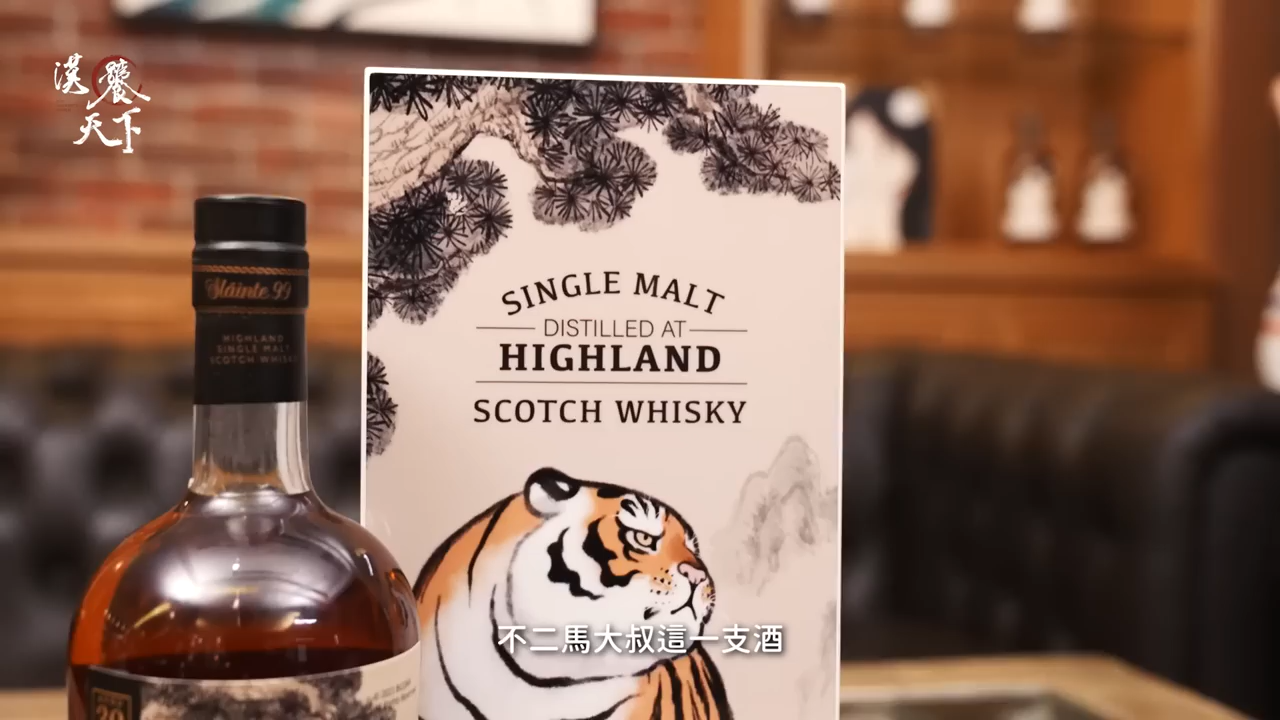 漢饕
天下
Sláinte 99
HIGHLAND
SINGLE MALT
SCOTCH WHISKY
SINGLE MALT
DISTILLED AT
HIGHLAND
SCOTCH WHISKY
不二馬大叔這一支酒
20